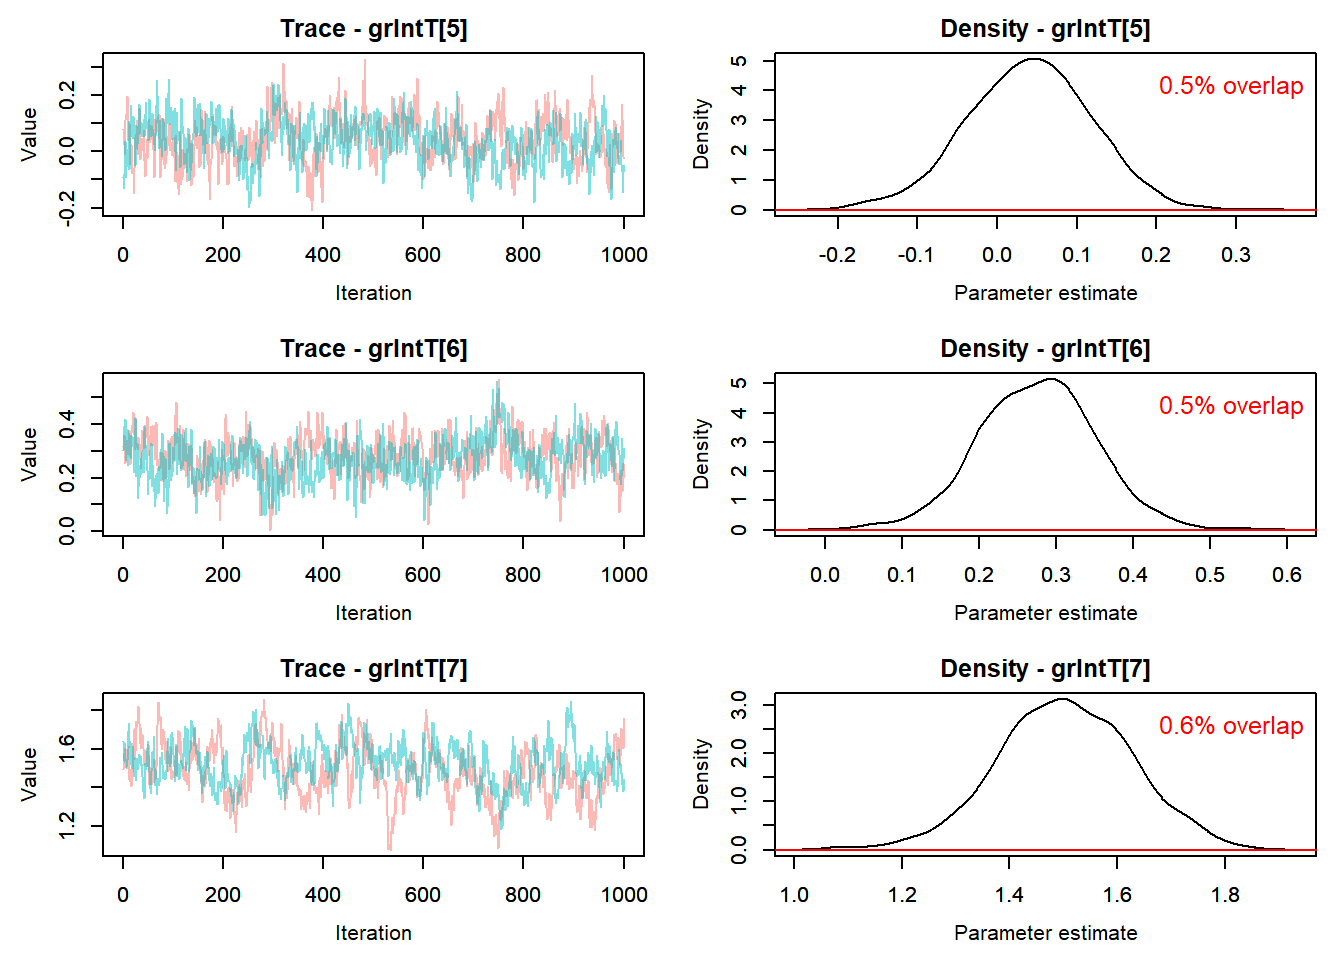 Trace - grIntT[5]
Value
-0.2 0.0 0.2
0 200 400 600 800 1000
Iteration
Density - grIntT[5]
0.5% overlap
Density
0 1 2 3 4 5
-0.2 -0.1 0.0 0.1 0.2 0.3
Parameter estimate
Trace - grIntT[6]
Value
0.0 0.2 0.4
0 200 400 600 800 1000
Iteration
Density - grIntT[6]
0.5% overlap
Density
0 1 2 3 4 5
0.0 0.1 0.2 0.3 0.4 0.5 0.6
Parameter estimate
Trace - grIntT[7]
Value
1.2 1.6
0 200 400 600 800 1000
Iteration
Density - grIntT[7]
0.6% overlap
Density
0.0 1.0 2.0 3.0
1.0 1.2 1.4 1.6 1.8
Parameter estimate